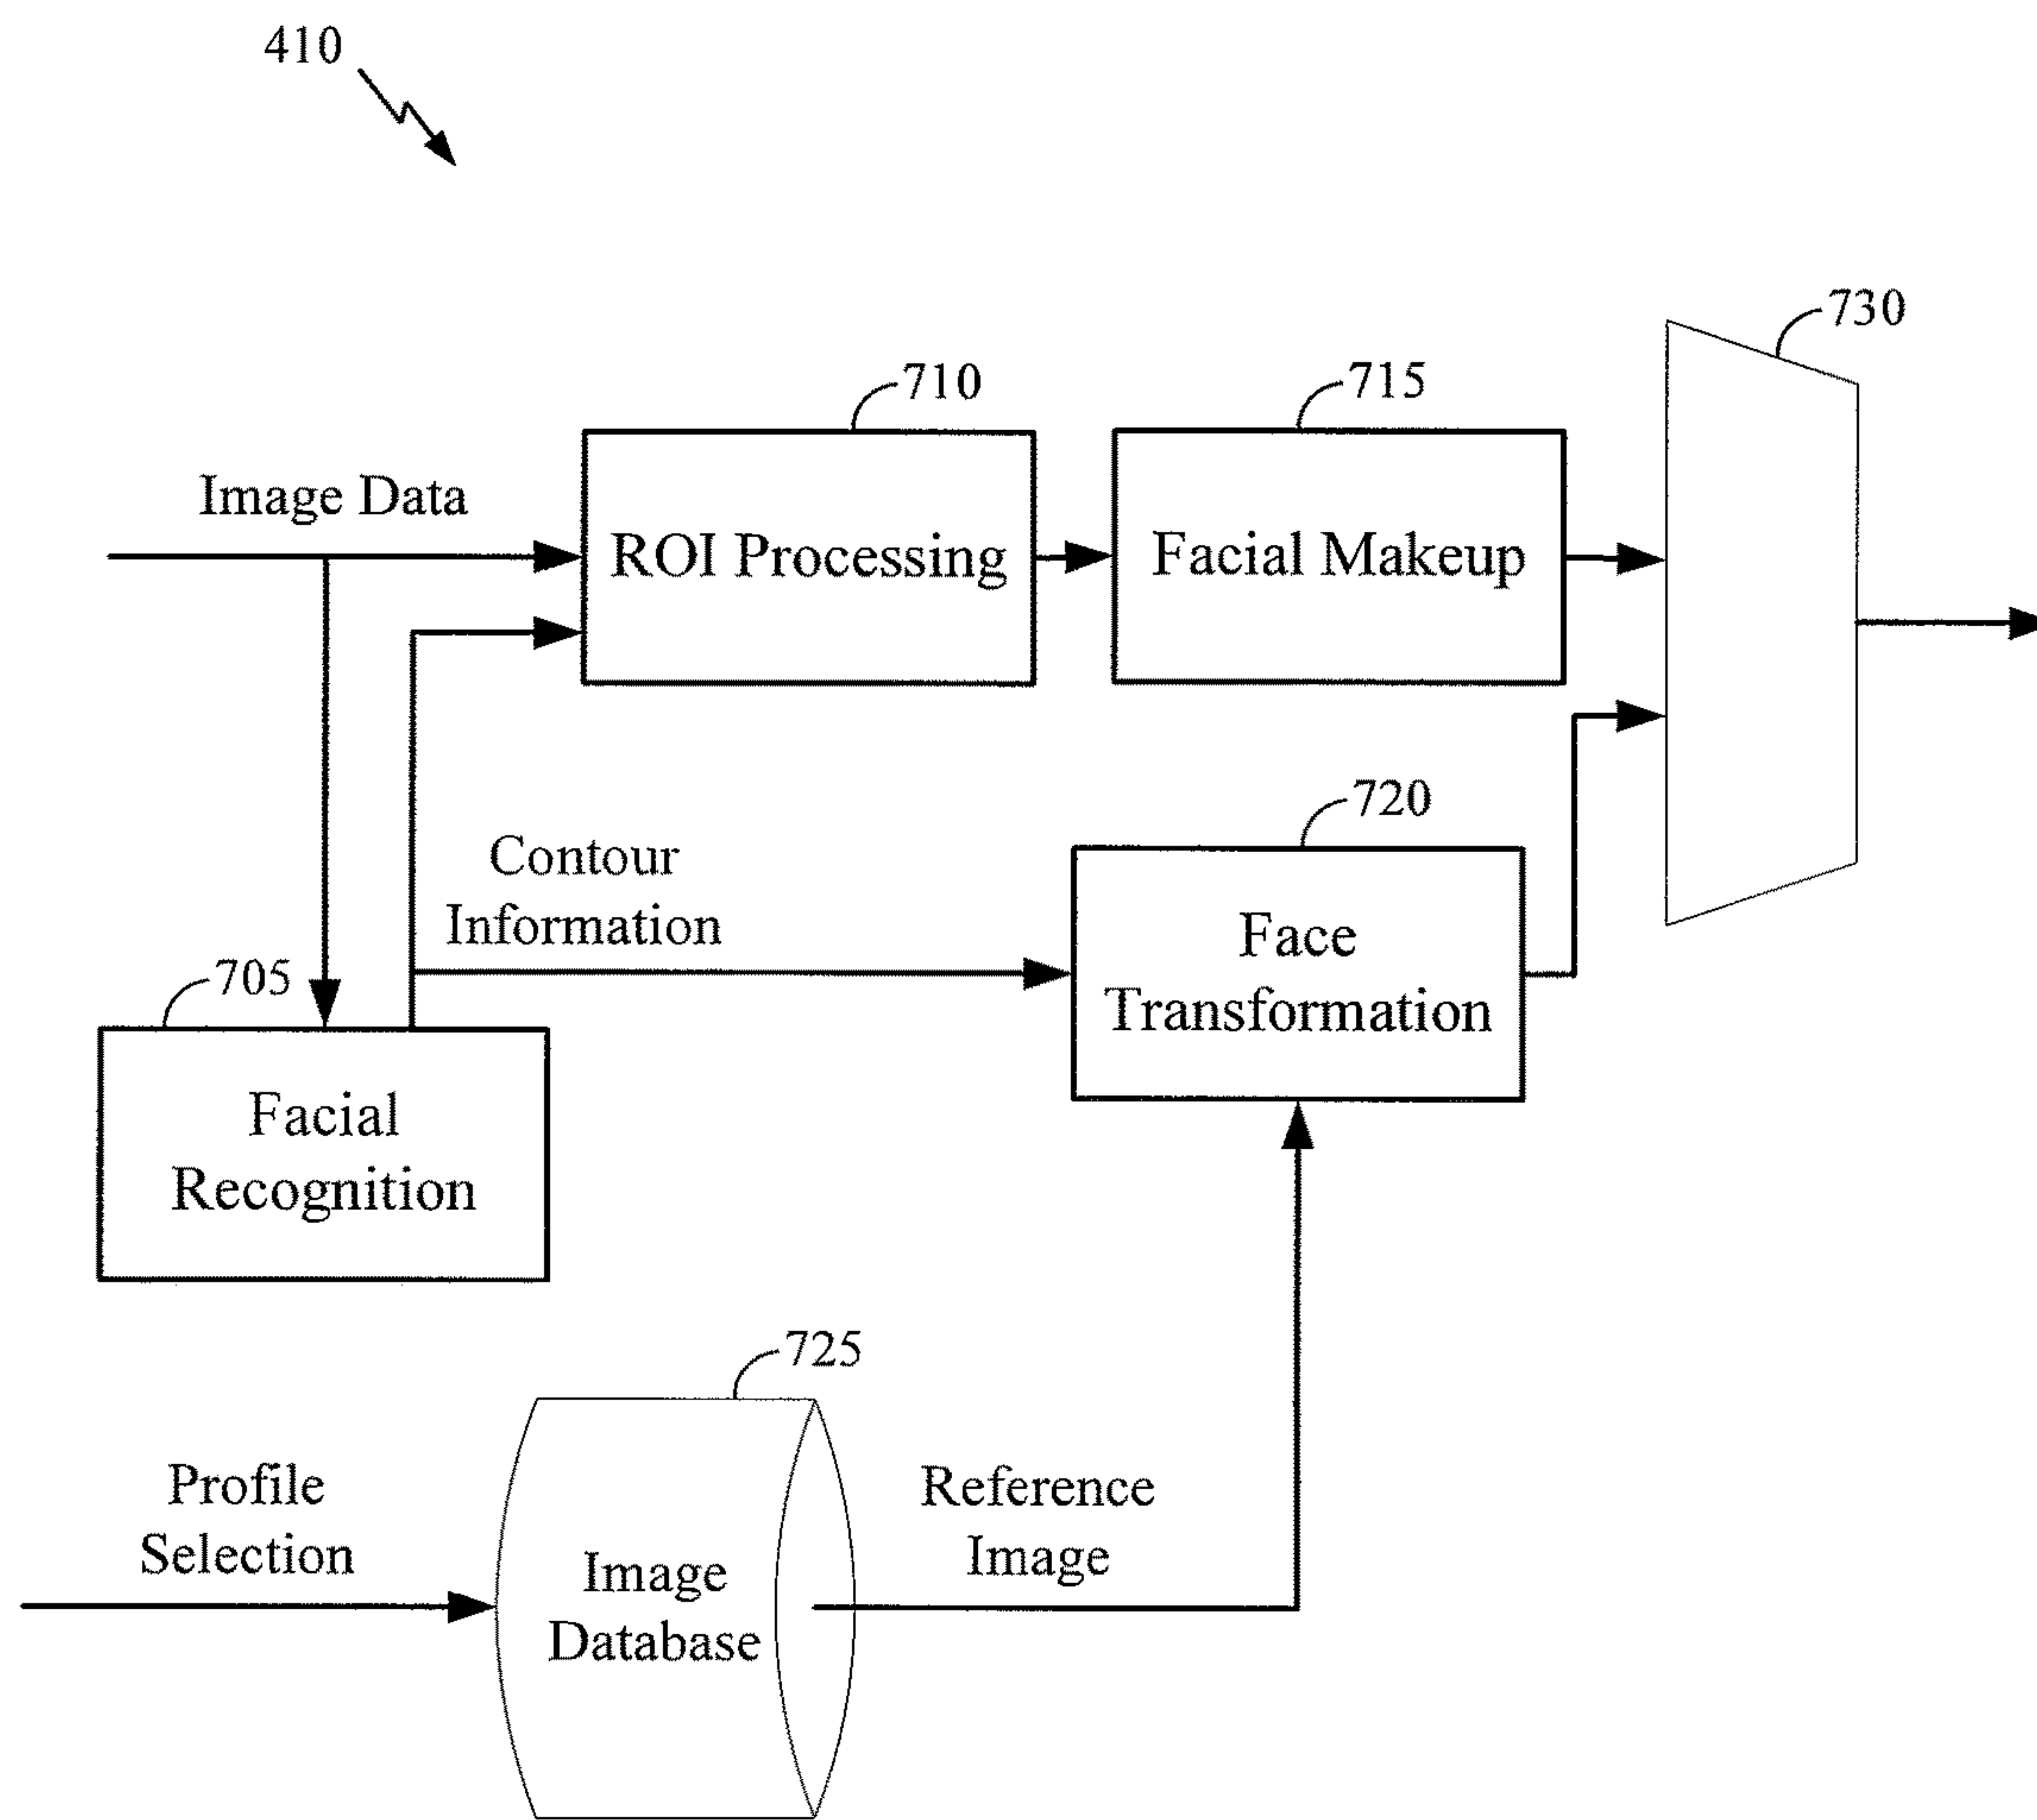 410
730
710
715
Image Data
ROI Processing
Facial Makeup
720
Contour
Information
Face
Transformation
705
Facial
Recognition
725
Profile
Selection
Image
Database
Reference
Image